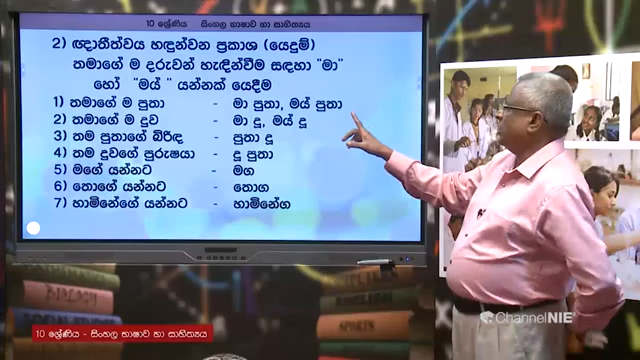 10 ශ්‍රේණිය    සිංහල භාෂාව හා සාහිත්‍යය
2) ඥාතීත්වය හඳුන්වන ප්‍රකාශ (යෙදුම්)
තමාගේ ම දරුවන් හැඳින්වීම සඳහා "මා"
හෝ "මය්" යන්නක් යෙදීම
1) තමාගේ ම පුතා - මා පුතා, මය් පුතා
2) තමාගේ ම දුව - මා දූ, මය් දූ
3) තම පුතාගේ බිරිඳ - පුතා දූ
4) තම දුවගේ පුරුෂයා - දූ පුතා
5) මගේ යන්නට - මග
6) තොගේ යන්නට - තොග
7) හාමිනේගේ යන්නට - හාමිනේග
BIOLOGY
SPORTS
10 ශ්‍රේණිය - සිංහල භාෂාව හා සාහිත්‍යය
ChannelNIE